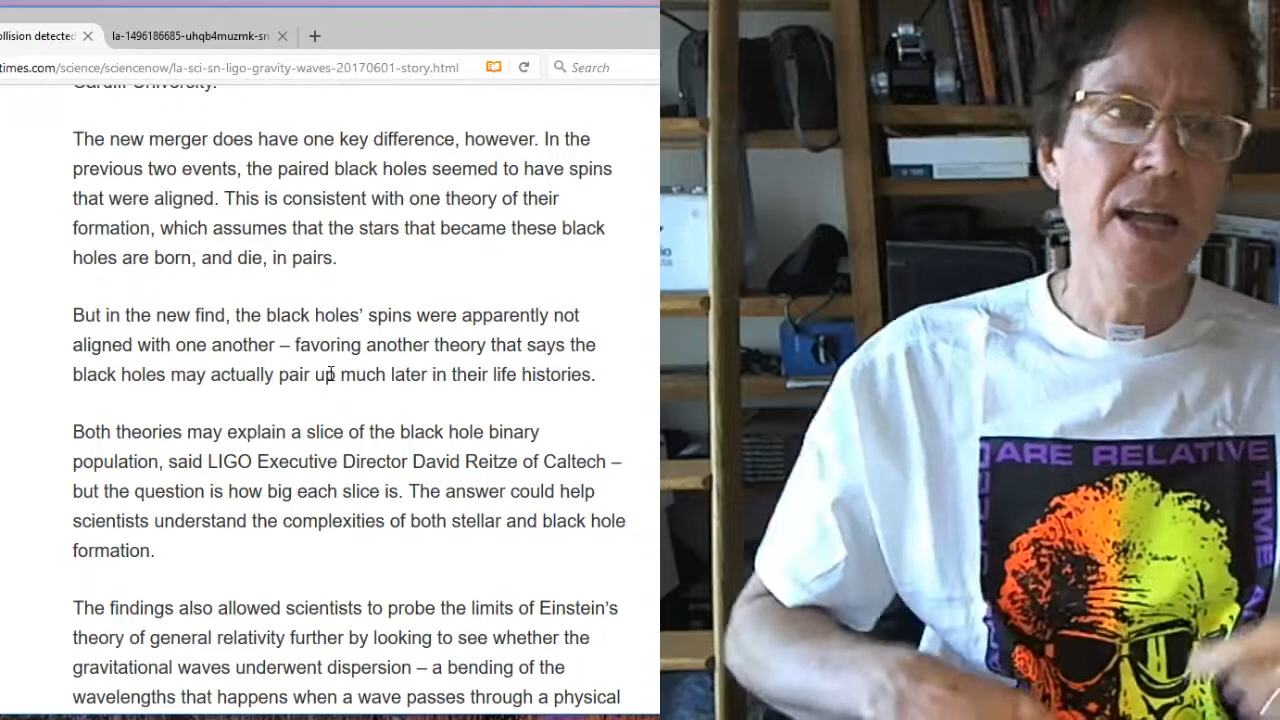 ollision detected
la-1496186685-uhqb4muzmk-sn
times.com/science/sciencenow/la-sci-sn-ligo-gravity-waves-20170601-story.html
Search
Cardiff University.
The new merger does have one key difference, however. In the
previous two events, the paired black holes seemed to have spins
that were aligned. This is consistent with one theory of their
formation, which assumes that the stars that became these black
holes are born, and die, in pairs.
But in the new find, the black holes’ spins were apparently not
aligned with one another – favoring another theory that says the
black holes may actually pair up much later in their life histories.
Both theories may explain a slice of the black hole binary
population, said LIGO Executive Director David Reitze of Caltech –
but the question is how big each slice is. The answer could help
scientists understand the complexities of both stellar and black hole
formation.
The findings also allowed scientists to probe the limits of Einstein’s
theory of general relativity further by looking to see whether the
gravitational waves underwent dispersion – a bending of the
wavelengths that happens when a wave passes through a physical
ARE RELATIVE
TIME